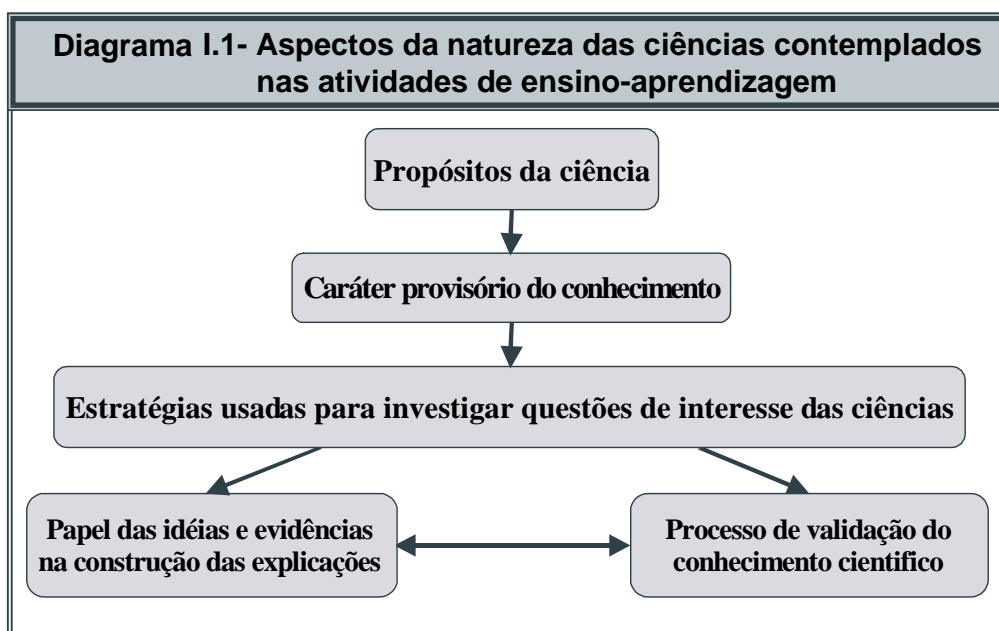 Diagrama I.1- Aspectos da natureza das ciências contemplados
nas atividades de ensino-aprendizagem
Propósitos da ciência
Caráter provisório do conhecimento
Estratégias usadas para investigar questões de interesse das ciências
Papel das idéias e evidências
na construção das explicações
Processo de validação do
conhecimento cientifico